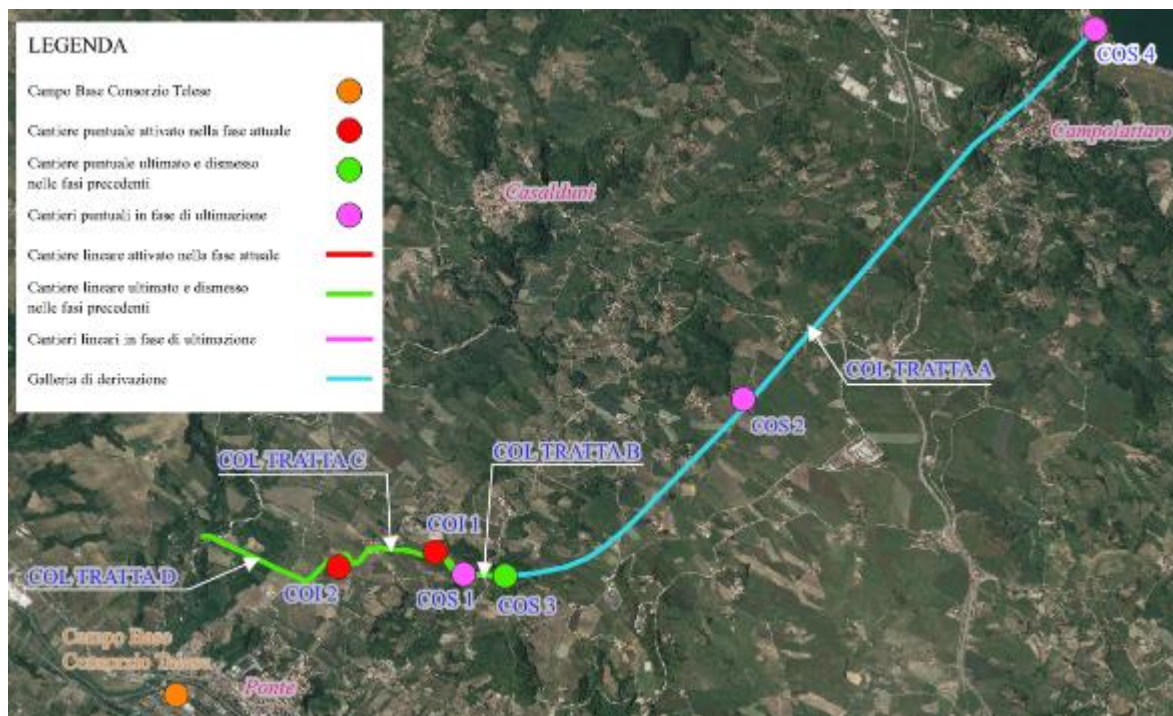 LEGENDA
Campo Base Consorzio Telese
Cantiere puntuale attivato nella fase attuale
Cantiere puntuale ultimato e dismesso
nelle fasi precedenti
Cantieri puntuali in fase di ultimazione
Cantiere lineare attivato nella fase attuale
Cantiere lineare ultimato e dismesso
nelle fasi precedenti
Cantieri lineari in fase di ultimazione
Galleria di derivazione
COS 4
Campolattaro
Casalduni
COL TRATTA A
COS 2
COL TRATTA B
COL TRATTA C
COI 1
COL TRATTA D
COI 2
COS 1
COS 3
Campo Base
Consorzio Telese
Ponte